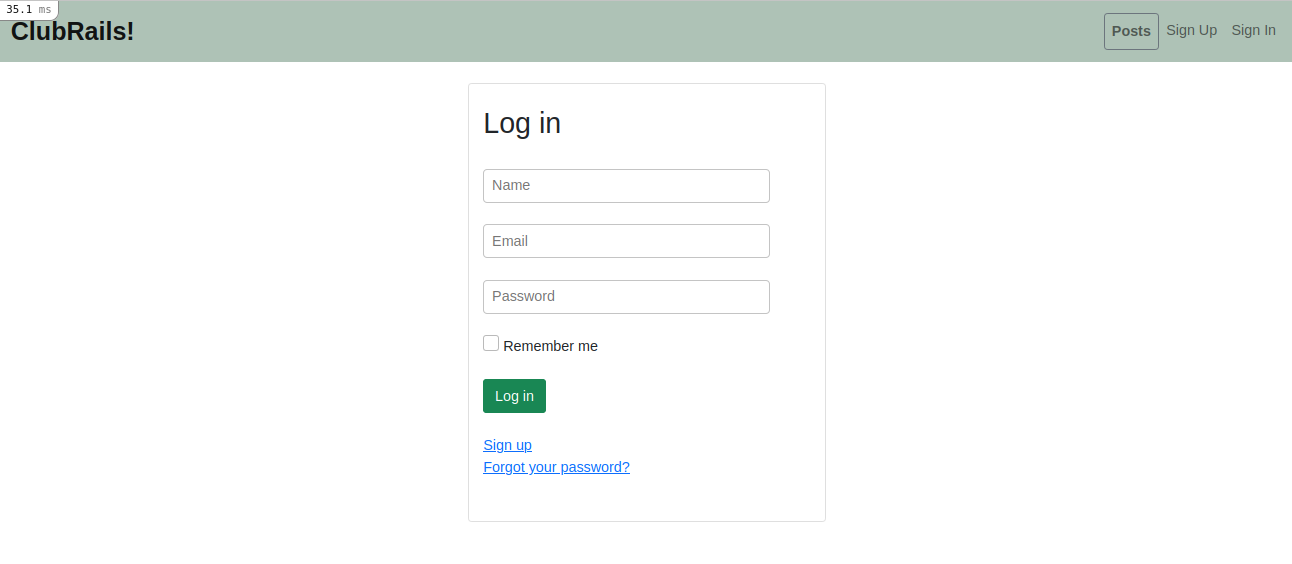 35.1 ms
ClubRails!
Posts Sign Up Sign In
Log in
Name
Email
Password
Remember me
Log in
Sign up
Forgot your password?